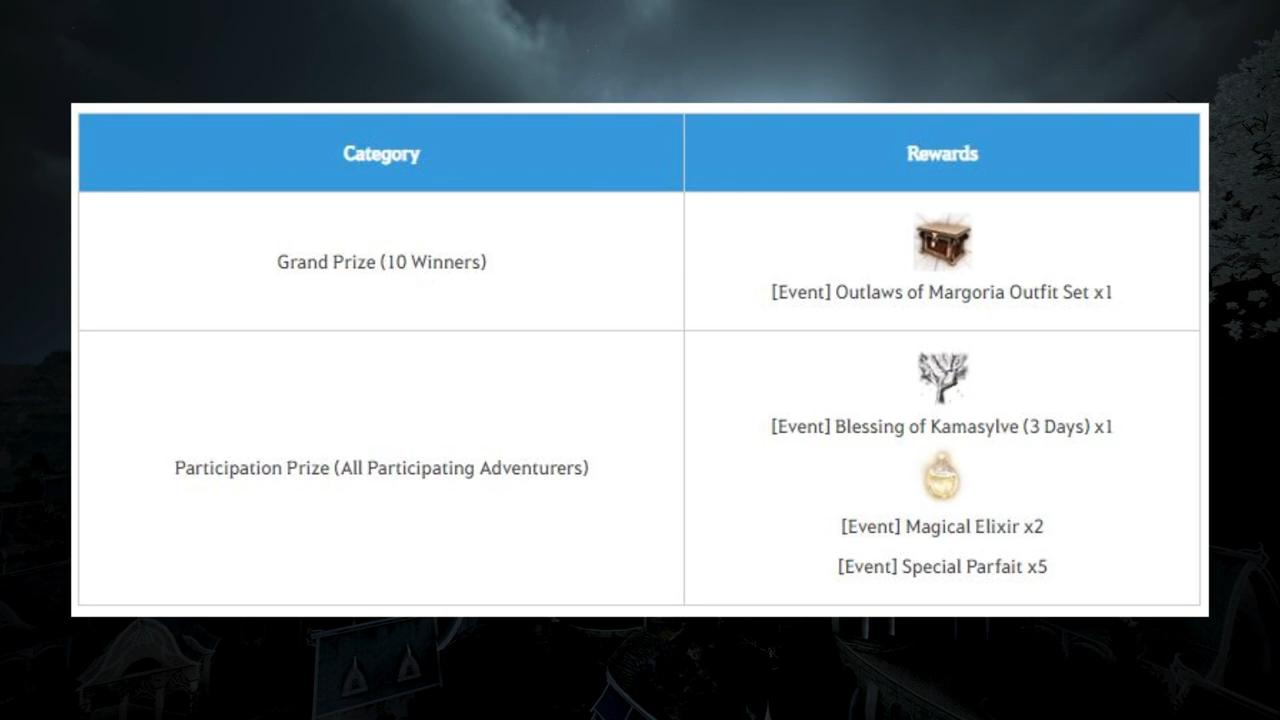 Category
Rewards
Grand Prize (10 Winners)
[Event] Outlaws of Margoria Outfit Set x1
Participation Prize (All Participating Adventurers)
[Event] Blessing of Kamasylve (3 Days) x1
[Event] Magical Elixir x2
[Event] Special Parfait x5